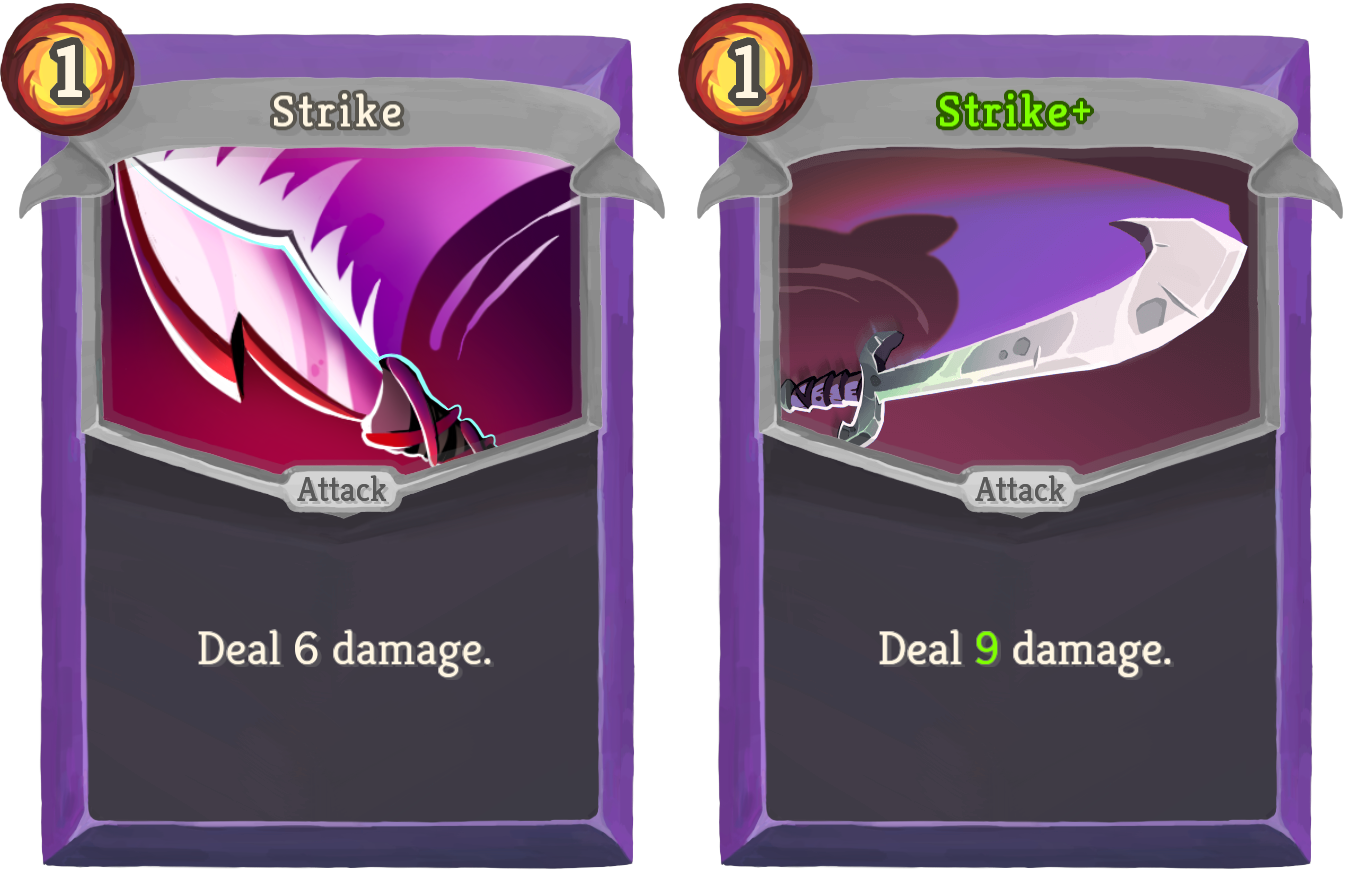 1
Strike
Attack
Deal 6 damage.
1
Strike+
Attack
Deal 9 damage.